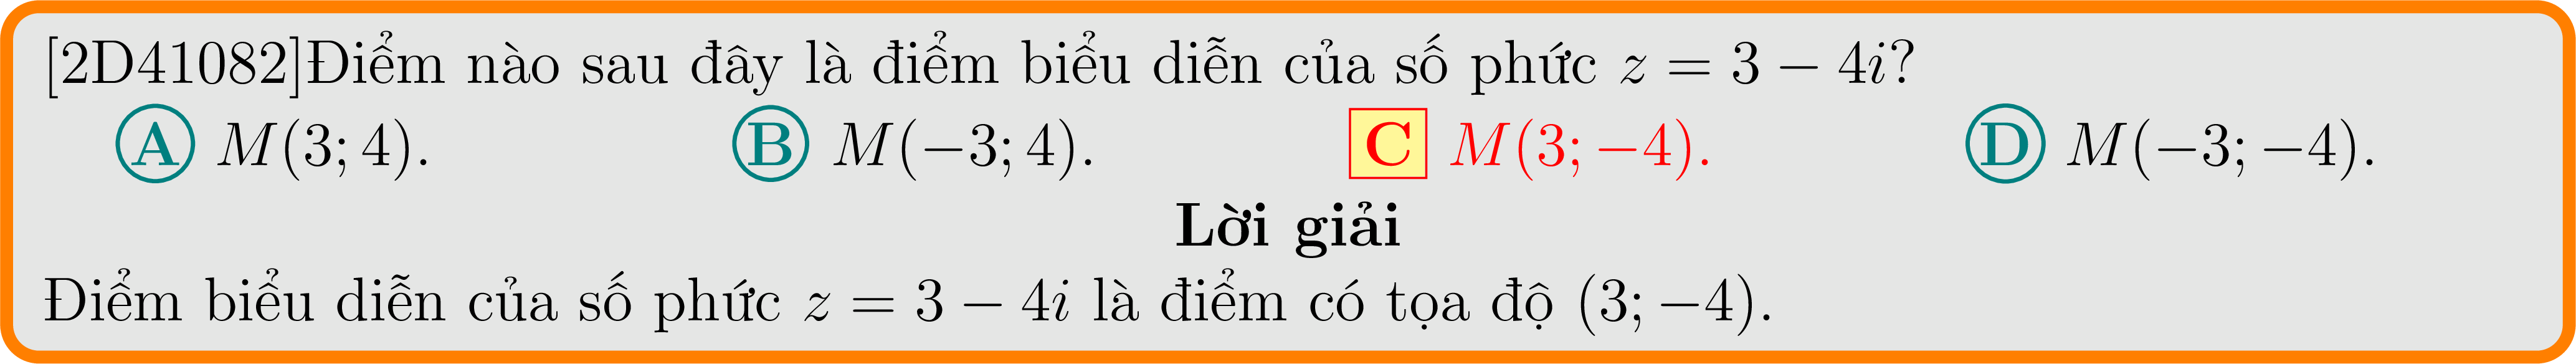 [2D41082]Điểm nào sau đây là điểm biểu diễn của số phức z = 3 − 4i?
A M(3; 4). B M(−3; 4). C M(3; −4). D M(−3; −4).
Lời giải
Điểm biểu diễn của số phức z = 3 − 4i là điểm có tọa độ (3; −4).